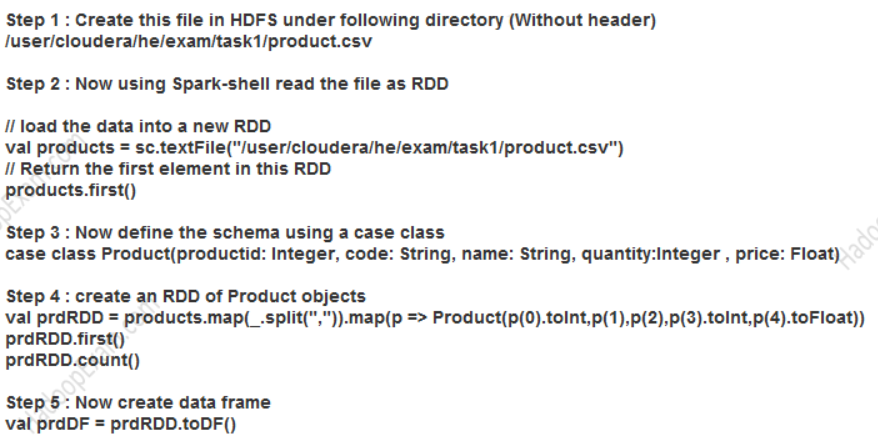 Step 1 : Create this file in HDFS under following directory (Without header)
/user/cloudera/he/exam/task1/product.csv
Step 2 : Now using Spark-shell read the file as RDD
// load the data into a new RDD
val products = sc.textFile("/user/cloudera/he/exam/task1/product.csv")
// Return the first element in this RDD
products.first()
Step 3 : Now define the schema using a case class
case class Product(productid: Integer, code: String, name: String, quantity:Integer , price: Float)
Step 4 : create an RDD of Product objects
val prdRDD = products.map(_.split(",")).map(p => Product(p(0).toInt,p(1),p(2),p(3).toInt,p(4).toFloat))
prdRDD.first()
prdRDD.count()
Step 5 : Now create data frame
val prdDF = prdRDD.toDF()
HadoopExam.com